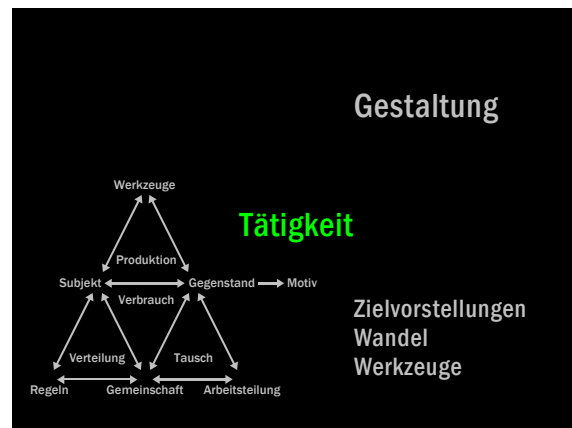 Gestaltung
Werkzeuge
Tätigkeit
Produktion
Subjekt Gegenstand Motiv
Verbrauch
Zielvorstellungen
Wandel
Verteilung Tausch
Werkzeuge
Regeln Gemeinschaft Arbeitsteilung